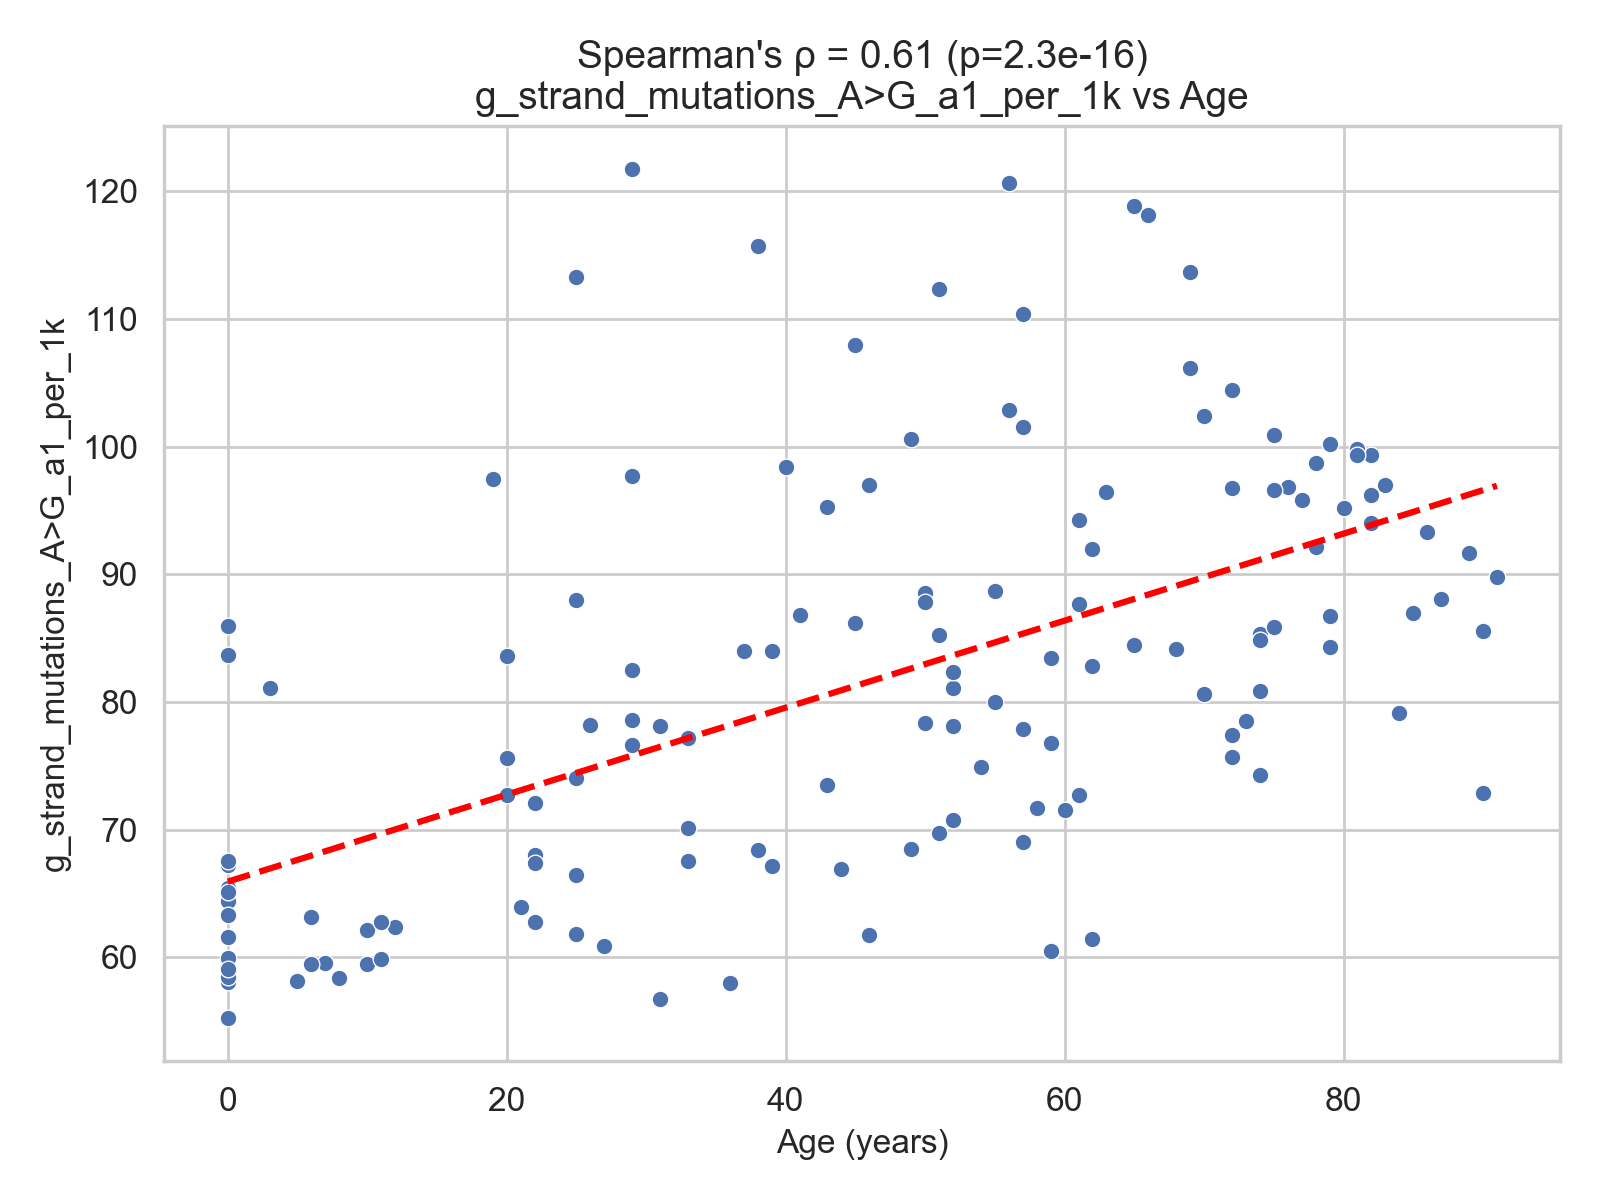 Spearman's ρ = 0.61 (p=2.3e-16)
g_strand_mutations_A>G_a1_per_1k vs Age
g_strand_mutations_A>G_a1_per_1k
120
110
100
90
80
70
60
0 20 40 60 80
Age (years)